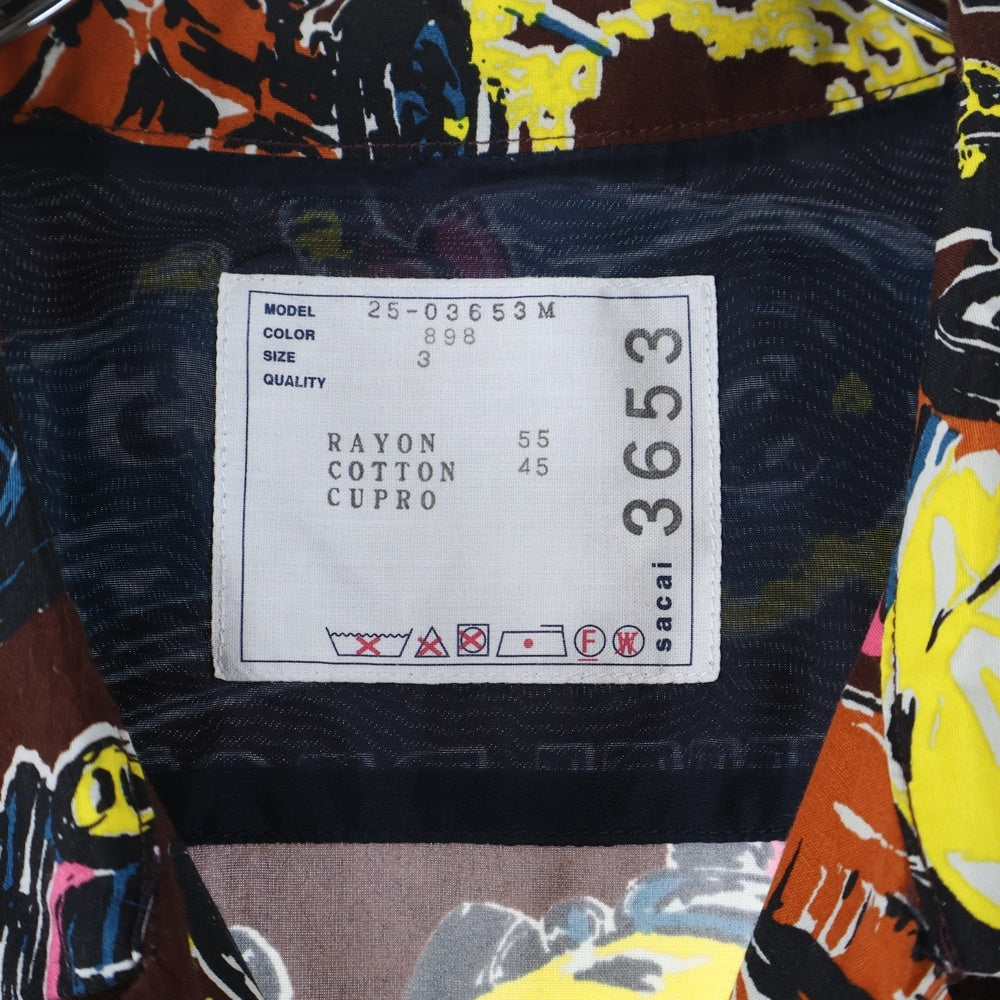 MODEL 25-03653M
COLOR 898
SIZE 3
QUALITY
RAYON 55
COTTON 45
CUPRO
F W
sacai 3653